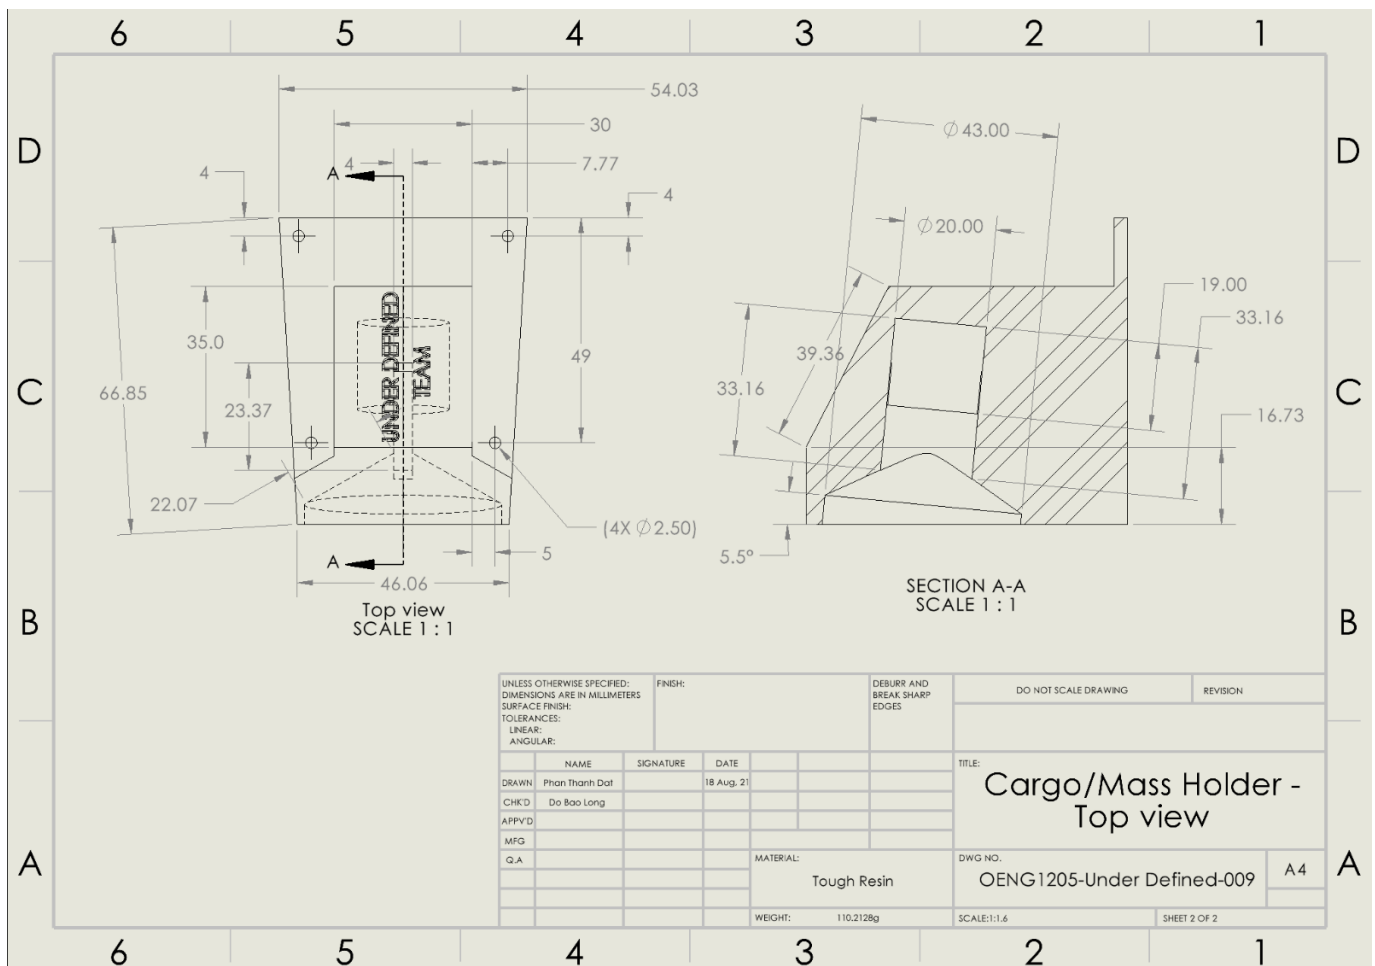 6 5 4 3 2 1
D
D
C
C
B
B
A
A
54.03
30
4
7.77
A
4
4
35.0
66.85
23.37
49
22.07
UNDER DEFINED
TEAM
(4X ∅2.50)
5
A
46.06
Top view
SCALE 1 : 1
∅43.00
∅20.00
19.00
33.16
39.36
33.16
16.73
5.5°
SECTION A-A
SCALE 1 : 1
UNLESS OTHERWISE SPECIFIED:
DIMENSIONS ARE IN MILLIMETERS
SURFACE FINISH:
TOLERANCES:
LINEAR:
ANGULAR:
FINISH:
DEBURR AND
BREAK SHARP
EDGES
DO NOT SCALE DRAWING
REVISION
NAME SIGNATURE DATE
DRAWN Phan Thanh Dat 18 Aug, 21
CHK'D Do Bao Long
APPV'D
MFG
Q.A
TITLE:
Cargo/Mass Holder -
Top view
MATERIAL:
Tough Resin
DWG NO.
OENG1205-Under Defined-009
A4
WEIGHT: 110.2128g
SCALE:1:1.6
SHEET 2 OF 2
6 5 4 3 2 1